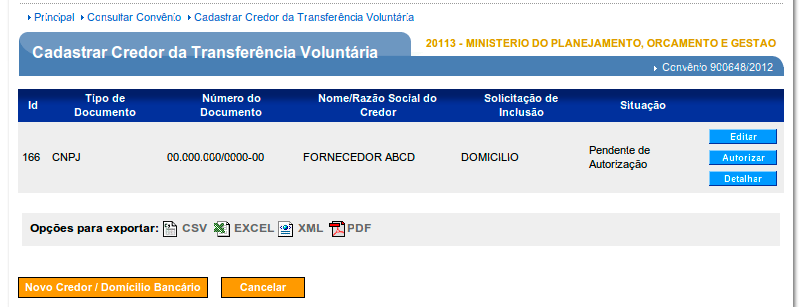 Principal Consultar Convênio Cadastrar Credor da Transferência Voluntária
Cadastrar Credor da Transferência Voluntária
20113 - MINISTERIO DO PLANEJAMENTO, ORCAMENTO E GESTAO
Convênio 900648/2012
Id Tipo de Documento Número do Documento Nome/Razão Social do Credor Solicitação de Inclusão Situação
166 CNPJ 00.000.000/0000-00 FORNECEDOR ABCD DOMICILIO Pendente de Autorização
Editar
Autorizar
Detalhar
Opções para exportar: CSV EXCEL XML PDF
Novo Credor / Domicílio Bancário Cancelar